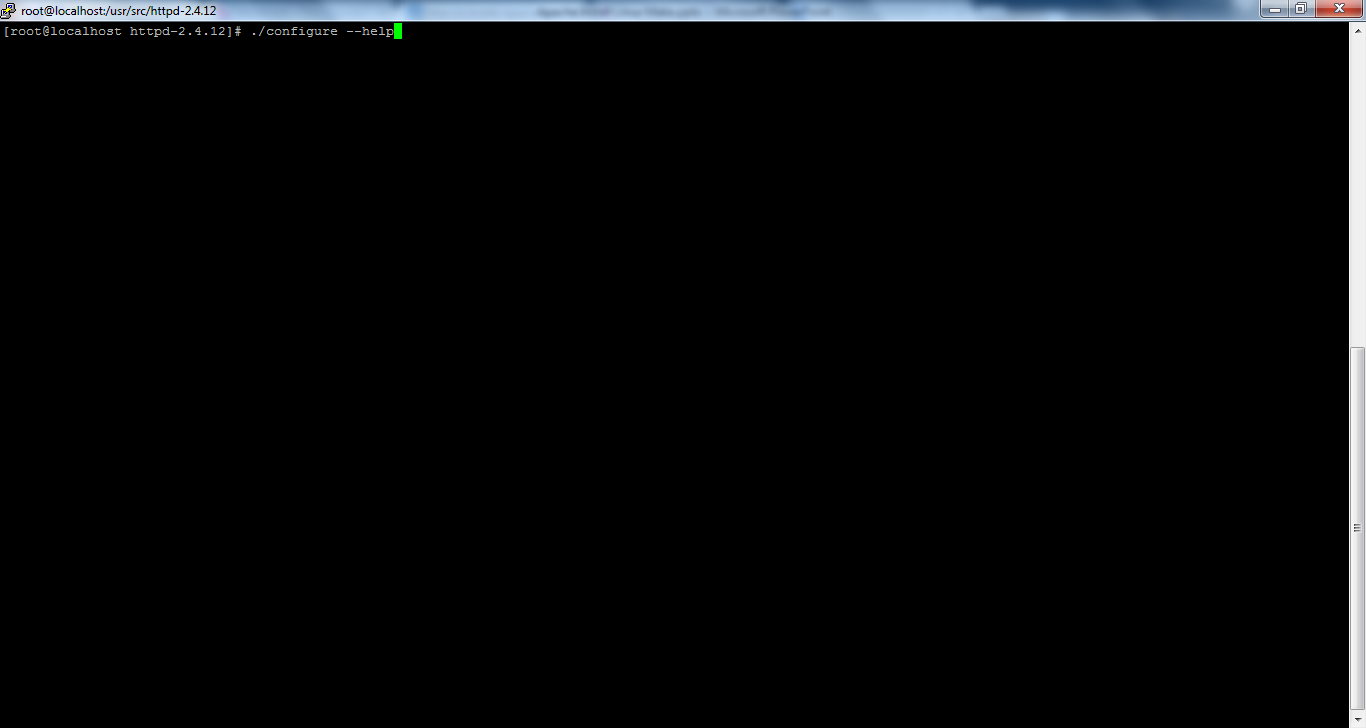 root@localhost:/usr/src/httpd-2.4.12
[root@localhost httpd-2.4.12]# ./configure --help